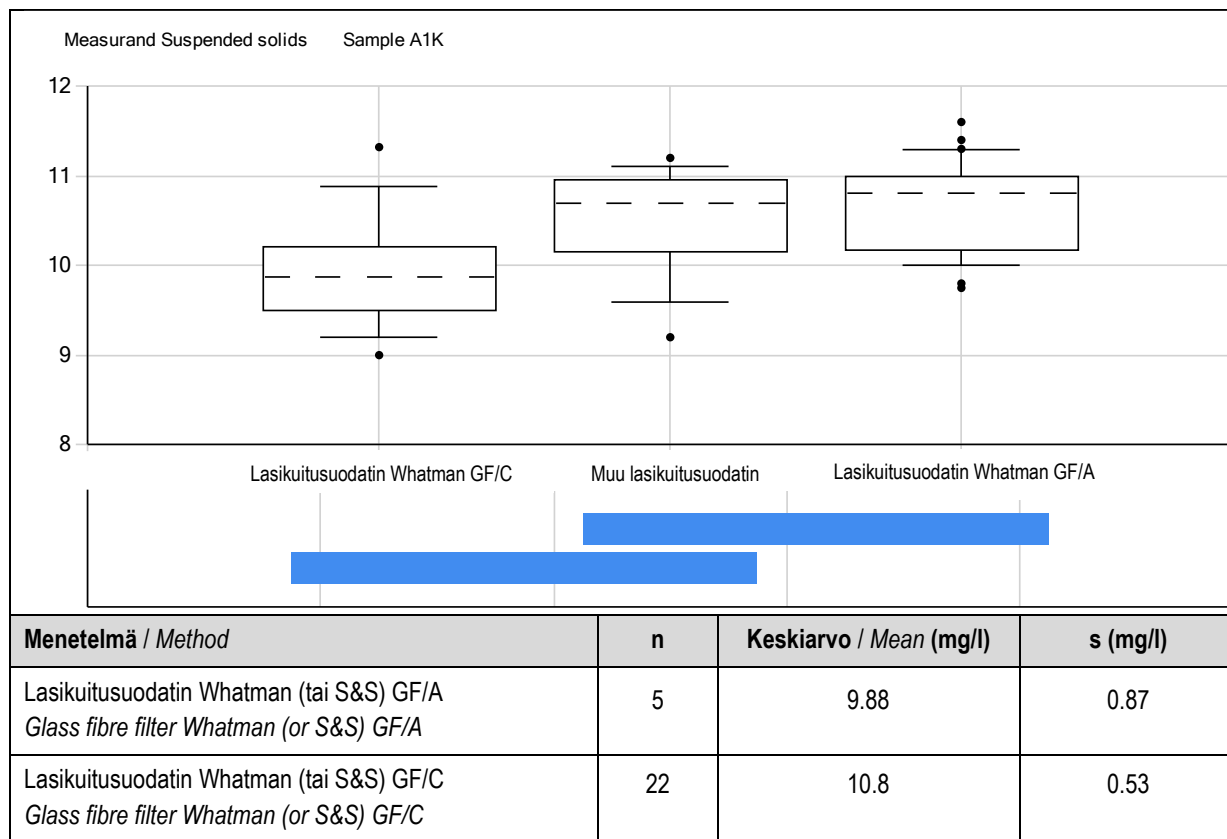 Measurand Suspended solids Sample A1K
12
11
10
9
8
Lasikuitusuodatin Whatman GF/C Muu lasikuitusuodatin Lasikuitusuodatin Whatman GF/A
Menetelmä / Method n Keskiarvo / Mean (mg/l) s (mg/l)
Lasikuitusuodatin Whatman (tai S&S) GF/A
Glass fibre filter Whatman (or S&S) GF/A
5 9.88 0.87
Lasikuitusuodatin Whatman (tai S&S) GF/C
Glass fibre filter Whatman (or S&S) GF/C
22 10.8 0.53